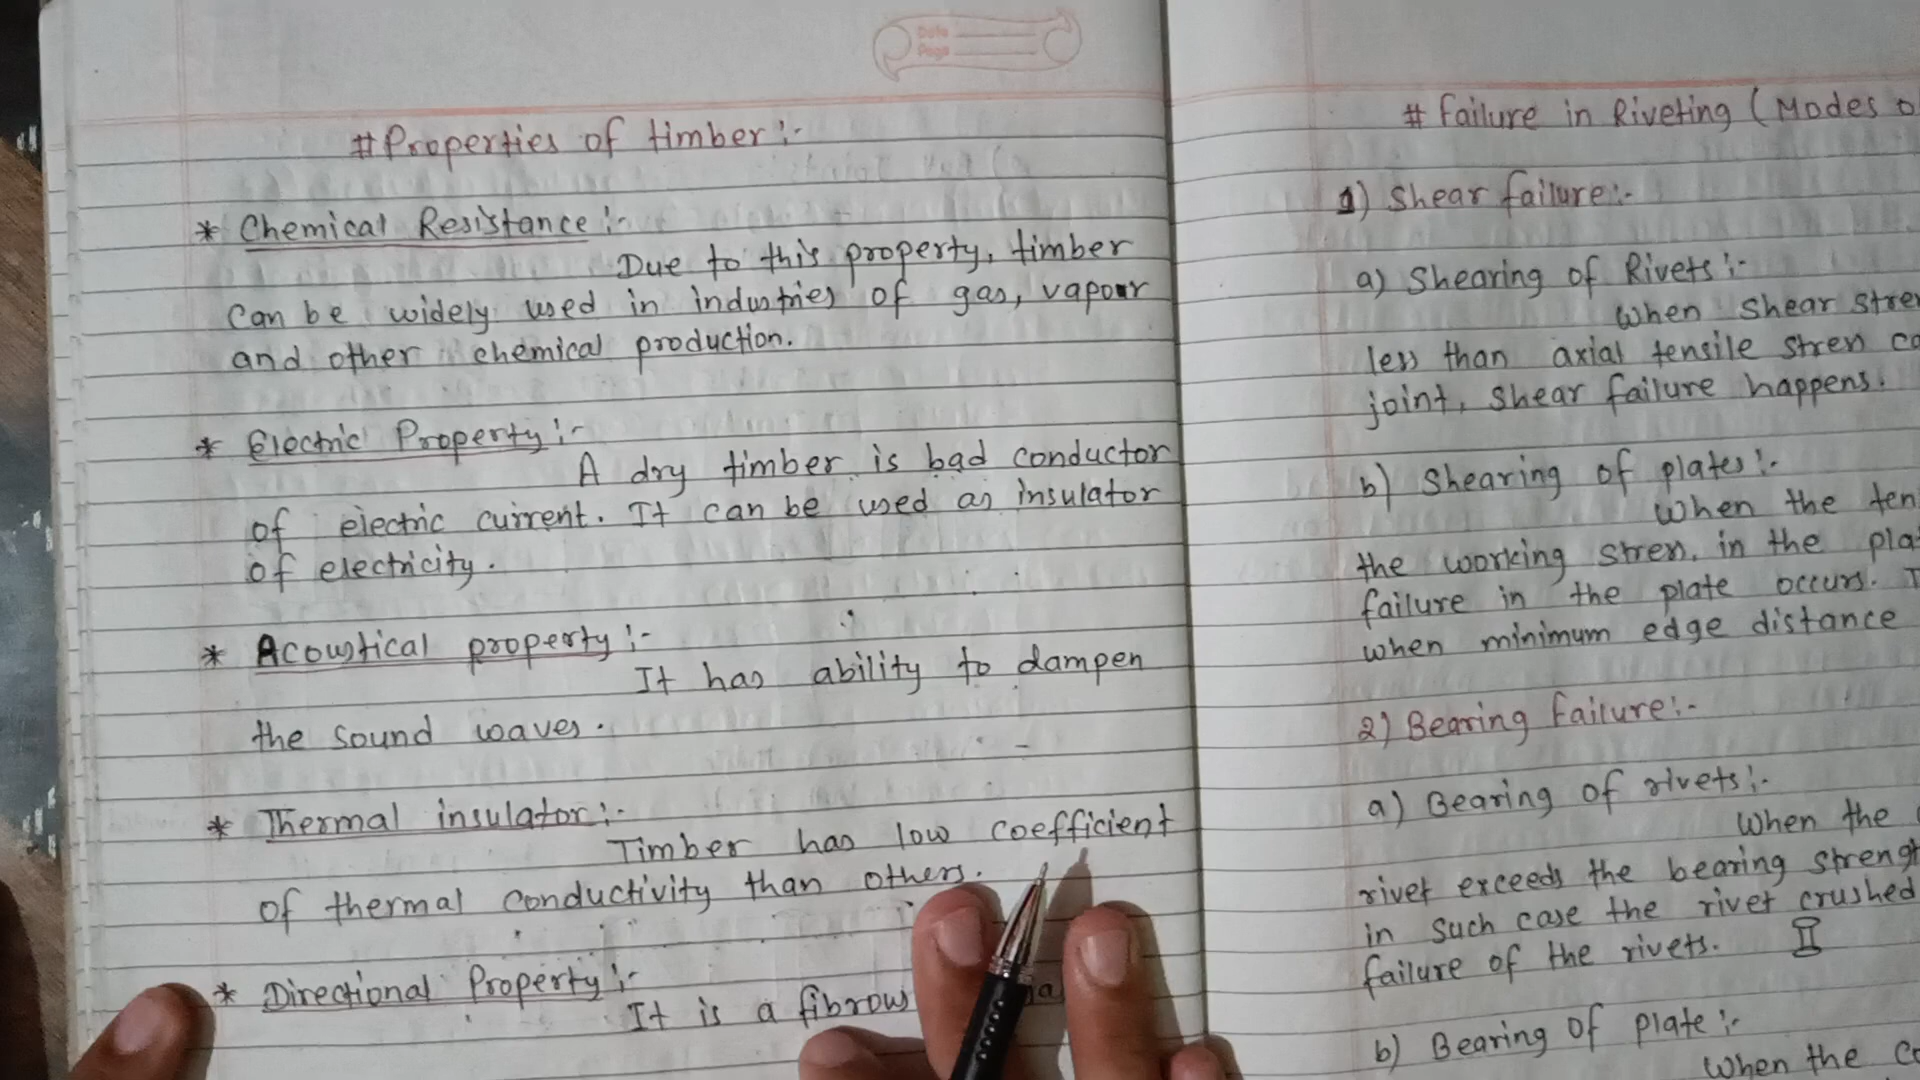 Date
Page
#Properties of timber:-
* Chemical Resistance:-
Due to this property, timber
can be widely used in industries of gas, vapour
and other chemical production.
* Electric Property:-
A dry timber is bad conductor
of electric current. It can be used as insulator
of electricity.
* Acoustical property:-
It has ability to dampen
the sound waves.
* Thermal insulator:-
Timber has low coefficient
of thermal conductivity than others.
* Directional Property:-
It is a fibrous
# Failure in Riveting (Modes
1) Shear failure:-
a) Shearing of Rivets:-
When shear
less than axial tensile stress
joint, shear failure happens.
b) Shearing of plates:-
When the
the working stress, in the
failure in the plate occurs.
when minimum edge distance
2) Bearing failure:-
a) Bearing of rivets:-
When the
rivet exceeds the bearing
in such case the rivet crushed
failure of the rivets.
b) Bearing of plate:-
When the